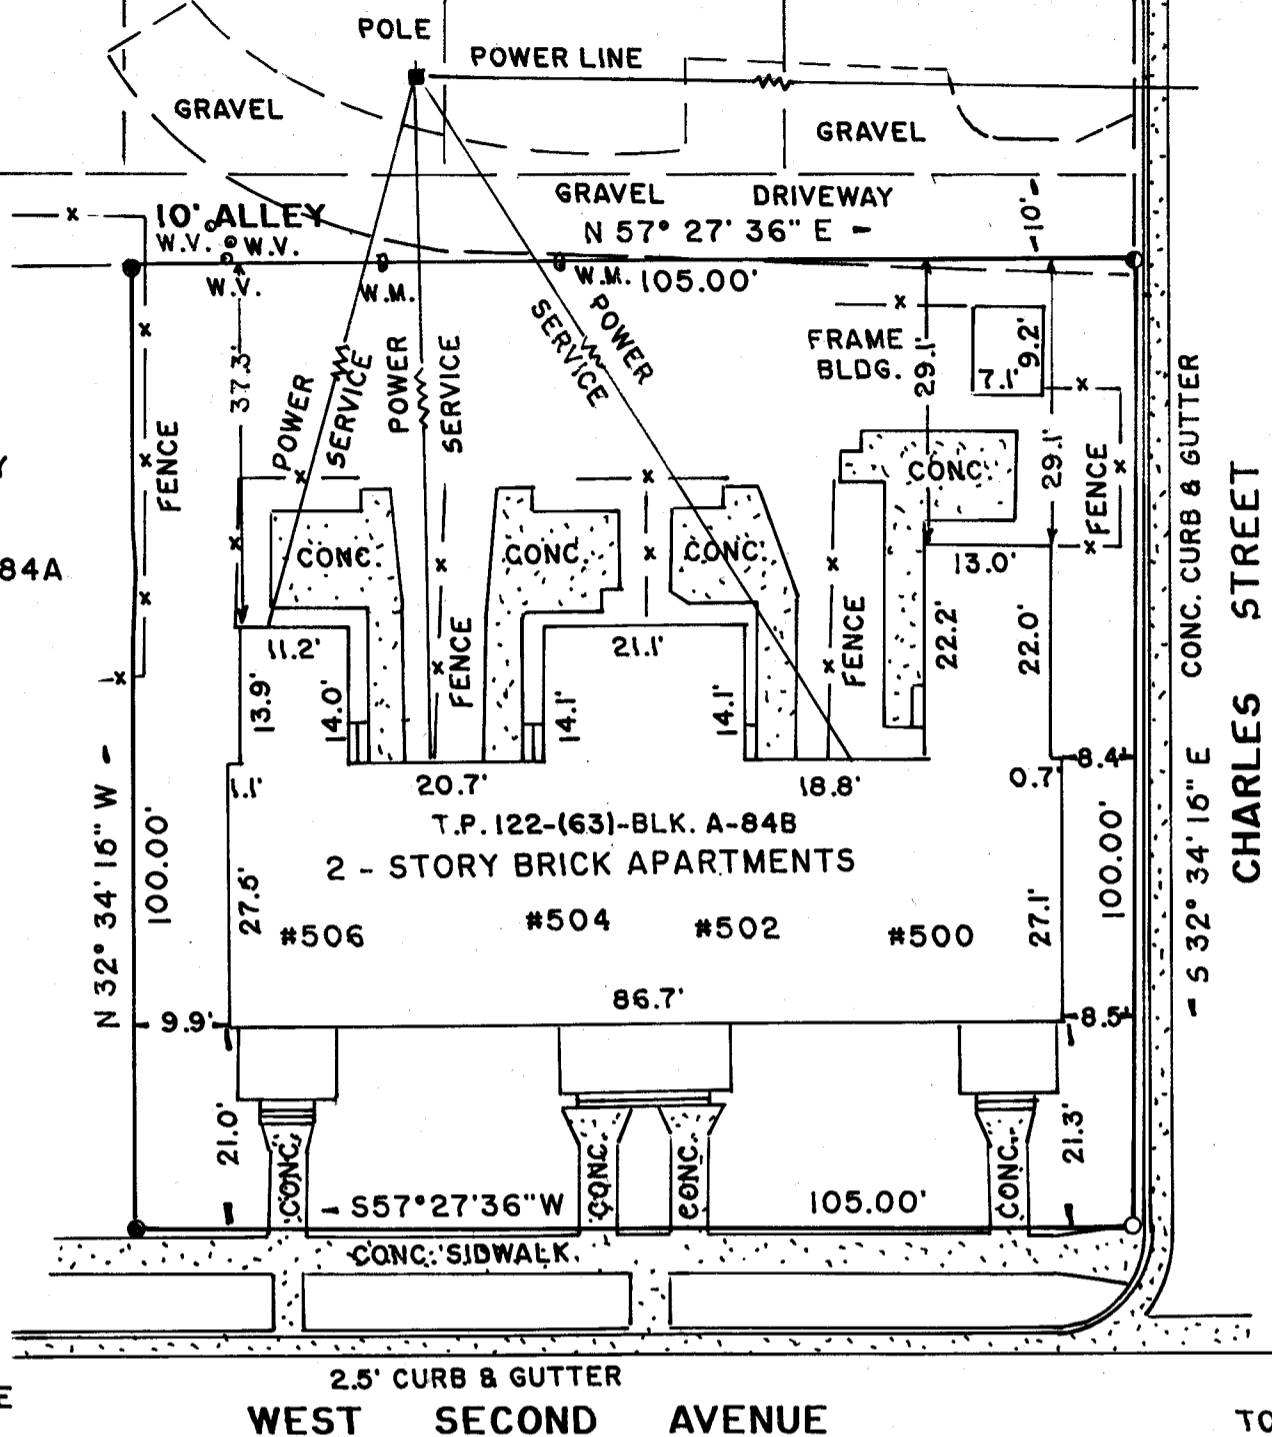 POLE
POWER LINE
GRAVEL
GRAVEL
GRAVEL DRIVEWAY
10' ALLEY
N 57° 27' 36" E -
-10'-
W.V.
W.V.
W.V.
W.M.
W.M.
105.00'
POWER
SERVICE
POWER
SERVICE
POWER
SERVICE
37.3'
FRAME
BLDG.
29.1'
9.2'
7.1'
29.1'
FENCE
FENCE
CONC. CURB & GUTTER
CHARLES STREET
84A
CONC.
CONC.
CONC.
CONC.
13.0'
11.2'
21.1'
13.9'
14.0'
14.1'
14.1'
22.2'
22.0'
FENCE
FENCE
1.1'
20.7'
18.8'
0.7'
8.4'
T.P. 122-(63)-BLK. A-84B
2 - STORY BRICK APARTMENTS
#506
#504
#502
#500
27.5'
27.1'
86.7'
N 32° 34' 16" W -
100.00'
100.00'
- S 32° 34' 16" E
9.9'
8.5'
21.0'
21.3'
CONC.
CONC.
CONC.
CONC.
- S57°27'36"W
105.00'
CONC. SIDWALK
2.5' CURB & GUTTER
WEST SECOND AVENUE
E
TO